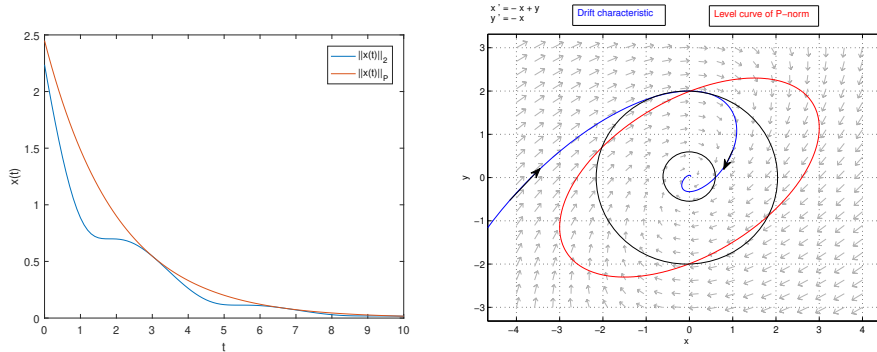 2.5
2
1.5
1
0.5
0
x(t)
0 1 2 3 4 5 6 7 8 9 10
t
||x(t)||₂
||x(t)||_P
x ' = − x + y
y ' = − x
Drift characteristic
Level curve of P−norm
3
2
1
0
−1
−2
−3
y
−4 −3 −2 −1 0 1 2 3 4
x